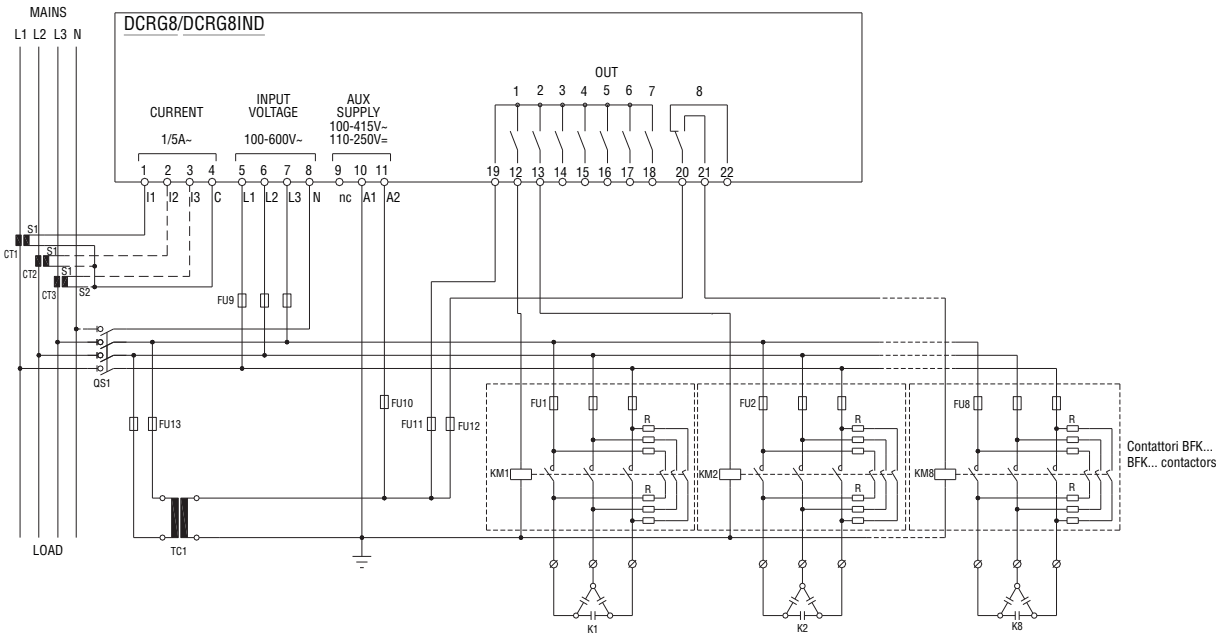 MAINS
L1 L2 L3 N
DCRG8/DCRG8IND
OUT
1 2 3 4 5 6 7 8
CURRENT
1/5A~
INPUT
VOLTAGE
100-600V~
AUX
SUPPLY
100-415V~
110-250V=
1 2 3 4 5 6 7 8 9 10 11 19 12 13 14 15 16 17 18 20 21 22
I1 I2 I3 C L1 L2 L3 N nc A1 A2
S1
CT1
S1
CT2
S1
CT3
S2
FU9
QS1
FU10
FU13
FU11
FU12
FU1
R
KM1
R
FU2
R
KM2
R
FU8
R
KM8
R
Contattori BFK...
BFK... contactors
LOAD
TC1
K1
K2
K8